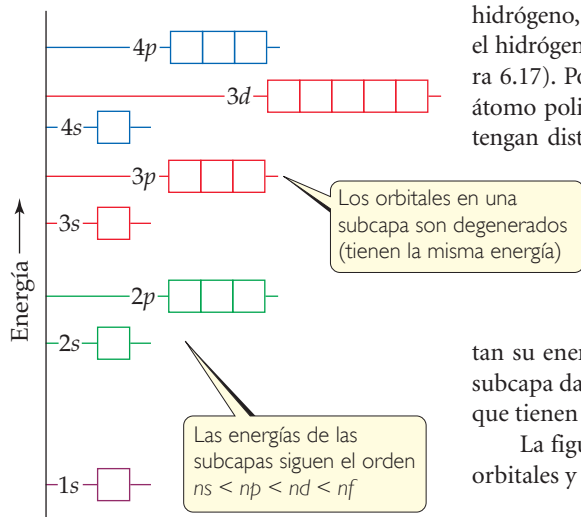 hidrógeno,
el hidrógen
ra 6.17). Po
átomo poli
tengan dist
4p
3d
4s
3p
Los orbitales en una
subcapa son degenerados
(tienen la misma energía)
3s
Energía
2p
2s
tan su ener
subcapa da
que tienen
La figu
orbitales y
Las energías de las
subcapas siguen el orden
ns < np < nd < nf
1s